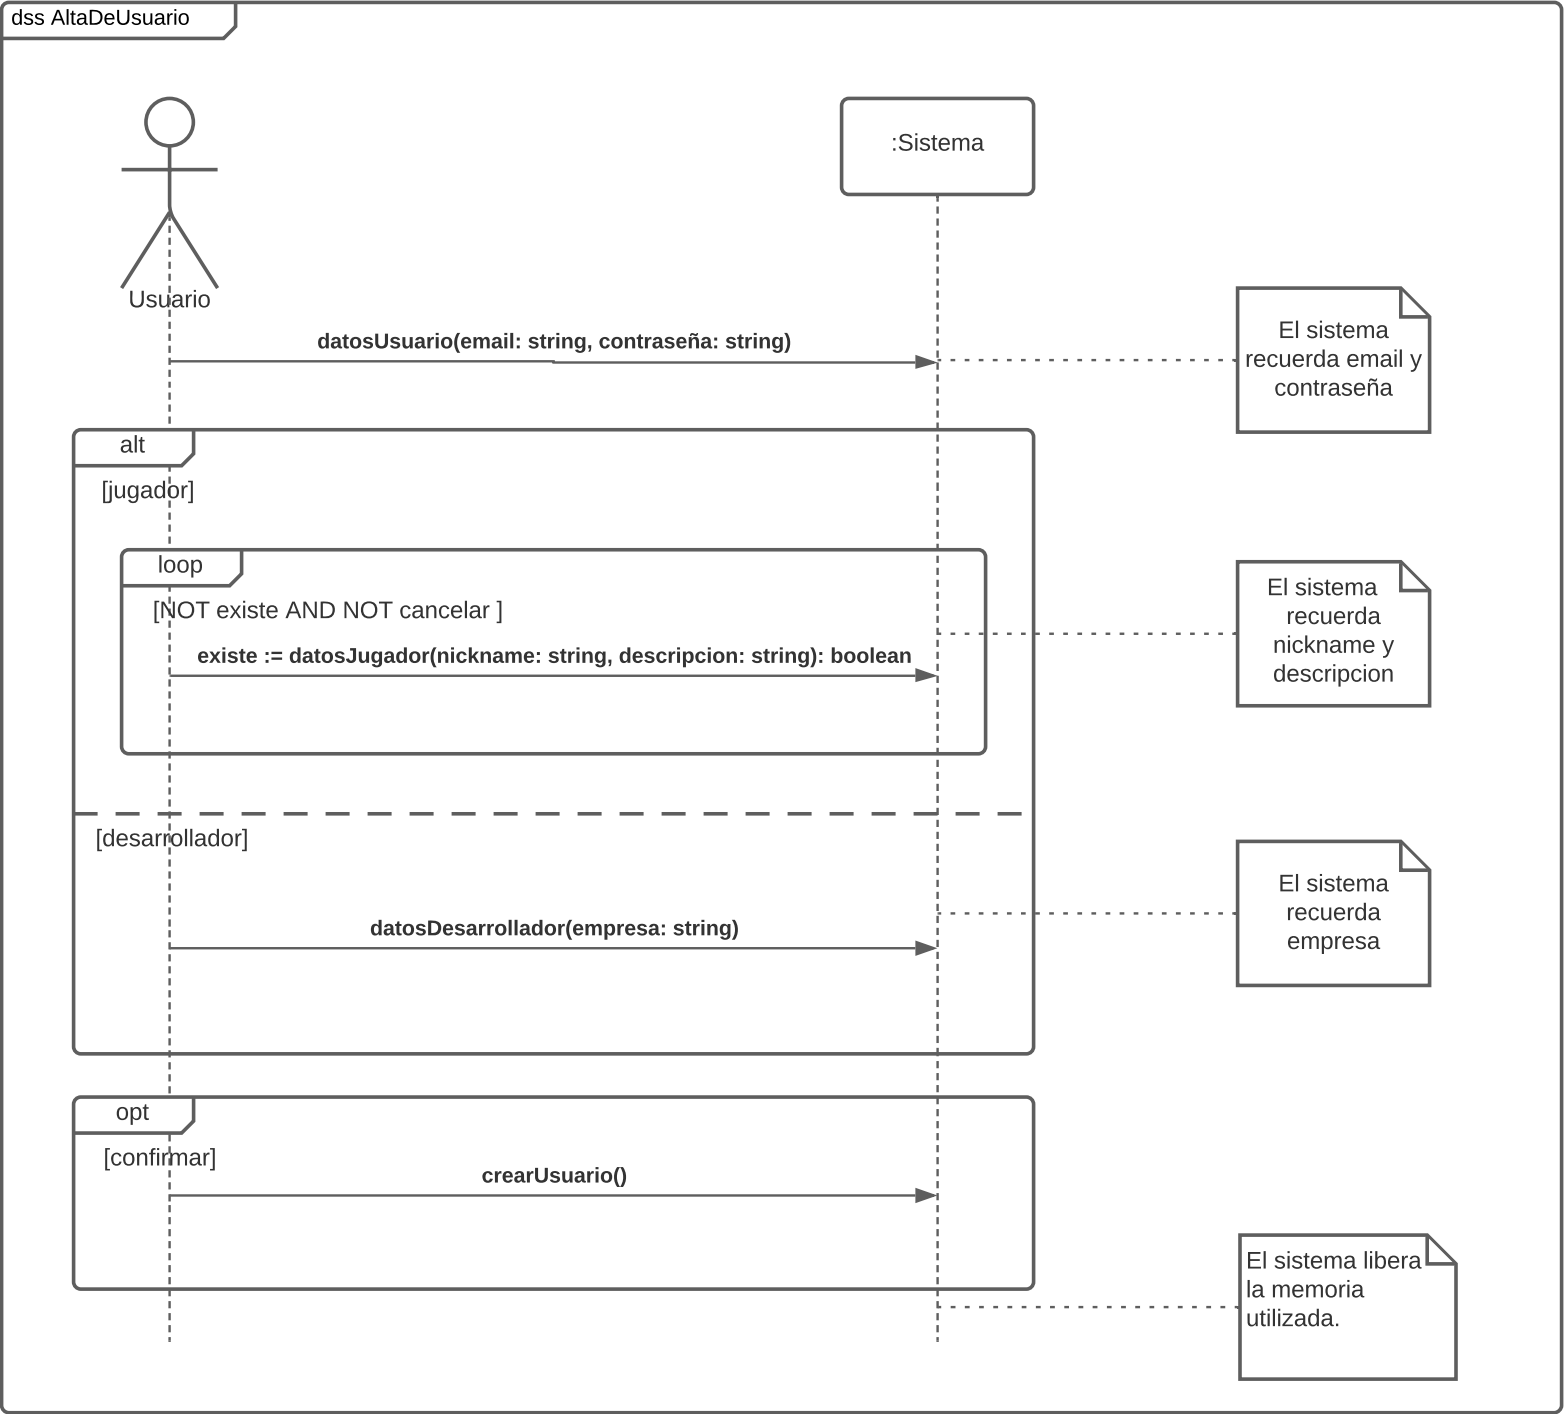 dss AltaDeUsuario
:Sistema
Usuario
datosUsuario(email: string, contraseña: string)
El sistema
recuerda email y
contraseña
alt
[jugador]
loop
[NOT existe AND NOT cancelar ]
existe := datosJugador(nickname: string, descripcion: string): boolean
El sistema
recuerda
nickname y
descripcion
[desarrollador]
datosDesarrollador(empresa: string)
El sistema
recuerda
empresa
opt
[confirmar]
crearUsuario()
El sistema libera
la memoria
utilizada.